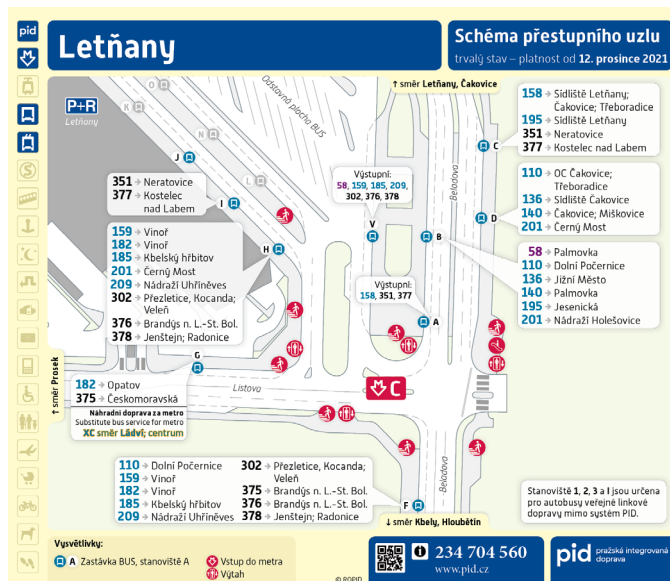 pid
Letňany
Schéma přestupního uzlu
trvalý stav – platnost od 12. prosince 2021
↑ směr Letňany, Čakovice
P+R
Letňany
Odstavná plocha BUS
Beladova
O
K
N
J
L
I
H
V
C
D
B
A
G
F
158 → Sídliště Letňany;
Čakovice; Třeboradice
195 → Sídliště Letňany
351 → Neratovice
377 → Kostelec nad Labem
351 → Neratovice
377 → Kostelec
nad Labem
Výstupní:
58, 159, 185, 209,
302, 376, 378
110 → OC Čakovice;
Třeboradice
136 → Sídliště Čakovice
140 → Čakovice; Miškovice
201 → Černý Most
159 → Vinoř
182 → Vinoř
185 → Kbelský hřbitov
201 → Černý Most
209 → Nádraží Uhříněves
302 → Přezletice, Kocanda;
Veleň
376 → Brandýs n. L.-St. Bol.
378 → Jenštejn; Radonice
58 → Palmovka
110 → Dolní Počernice
136 → Jižní Město
140 → Palmovka
195 → Jesenická
201 → Nádraží Holešovice
Výstupní:
158, 351, 377
↑ směr Prosek
182 → Opatov
375 → Českomoravská
Náhradní doprava za metro
Substitute bus service for metro
XC směr Ládví; centrum
Listova
C
110 → Dolní Počernice
159 → Vinoř
182 → Vinoř
185 → Kbelský hřbitov
209 → Nádraží Uhříněves
302 → Přezletice, Kocanda;
Veleň
375 → Brandýs n. L.-St. Bol.
376 → Brandýs n. L.-St. Bol.
378 → Jenštejn; Radonice
Beladova
↓ směr Kbely, Hloubětín
Stanoviště 1, 2, 3 a I jsou určena
pro autobusy veřejné linkové
dopravy mimo systém PID.
Vysvětlivky:
A Zastávka BUS, stanoviště A
Vstup do metra
Výtah
© ROPID
234 704 560
www.pid.cz
pid pražská integrovaná
doprava